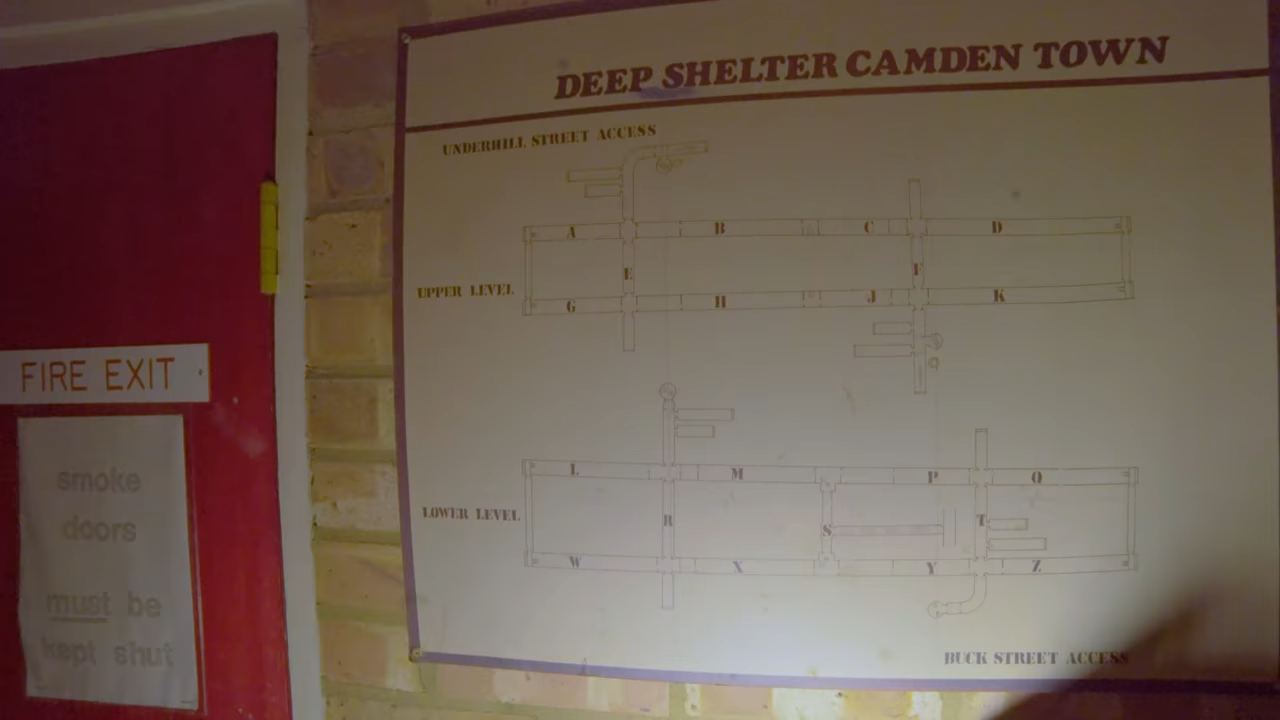 DEEP SHELTER CAMDEN TOWN
UNDERHILL STREET ACCESS
A B C D
E F
UPPER LEVEL
G H J K
L M P O
LOWER LEVEL
R S T
W X Y Z
BUCK STREET ACCESS
FIRE EXIT
smoke
doors
must be
kept shut